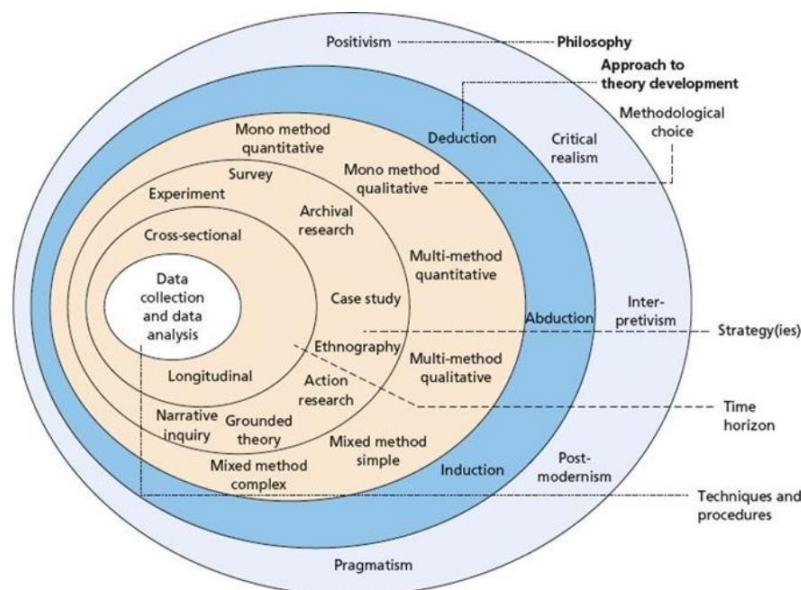 Positivism
Philosophy
Approach to
theory development
Methodological
choice
Mono method
quantitative
Deduction
Critical
realism
Mono method
qualitative
Survey
Experiment
Archival
research
Cross-sectional
Multi-method
quantitative
Data
collection
and data
analysis
Case study
Abduction
Inter-
pretivism
Strategy(ies)
Ethnography
Multi-method
qualitative
Longitudinal
Action
research
Time
horizon
Narrative
inquiry
Grounded
theory
Mixed method
simple
Mixed method
complex
Induction
Post-
modernism
Techniques and
procedures
Pragmatism